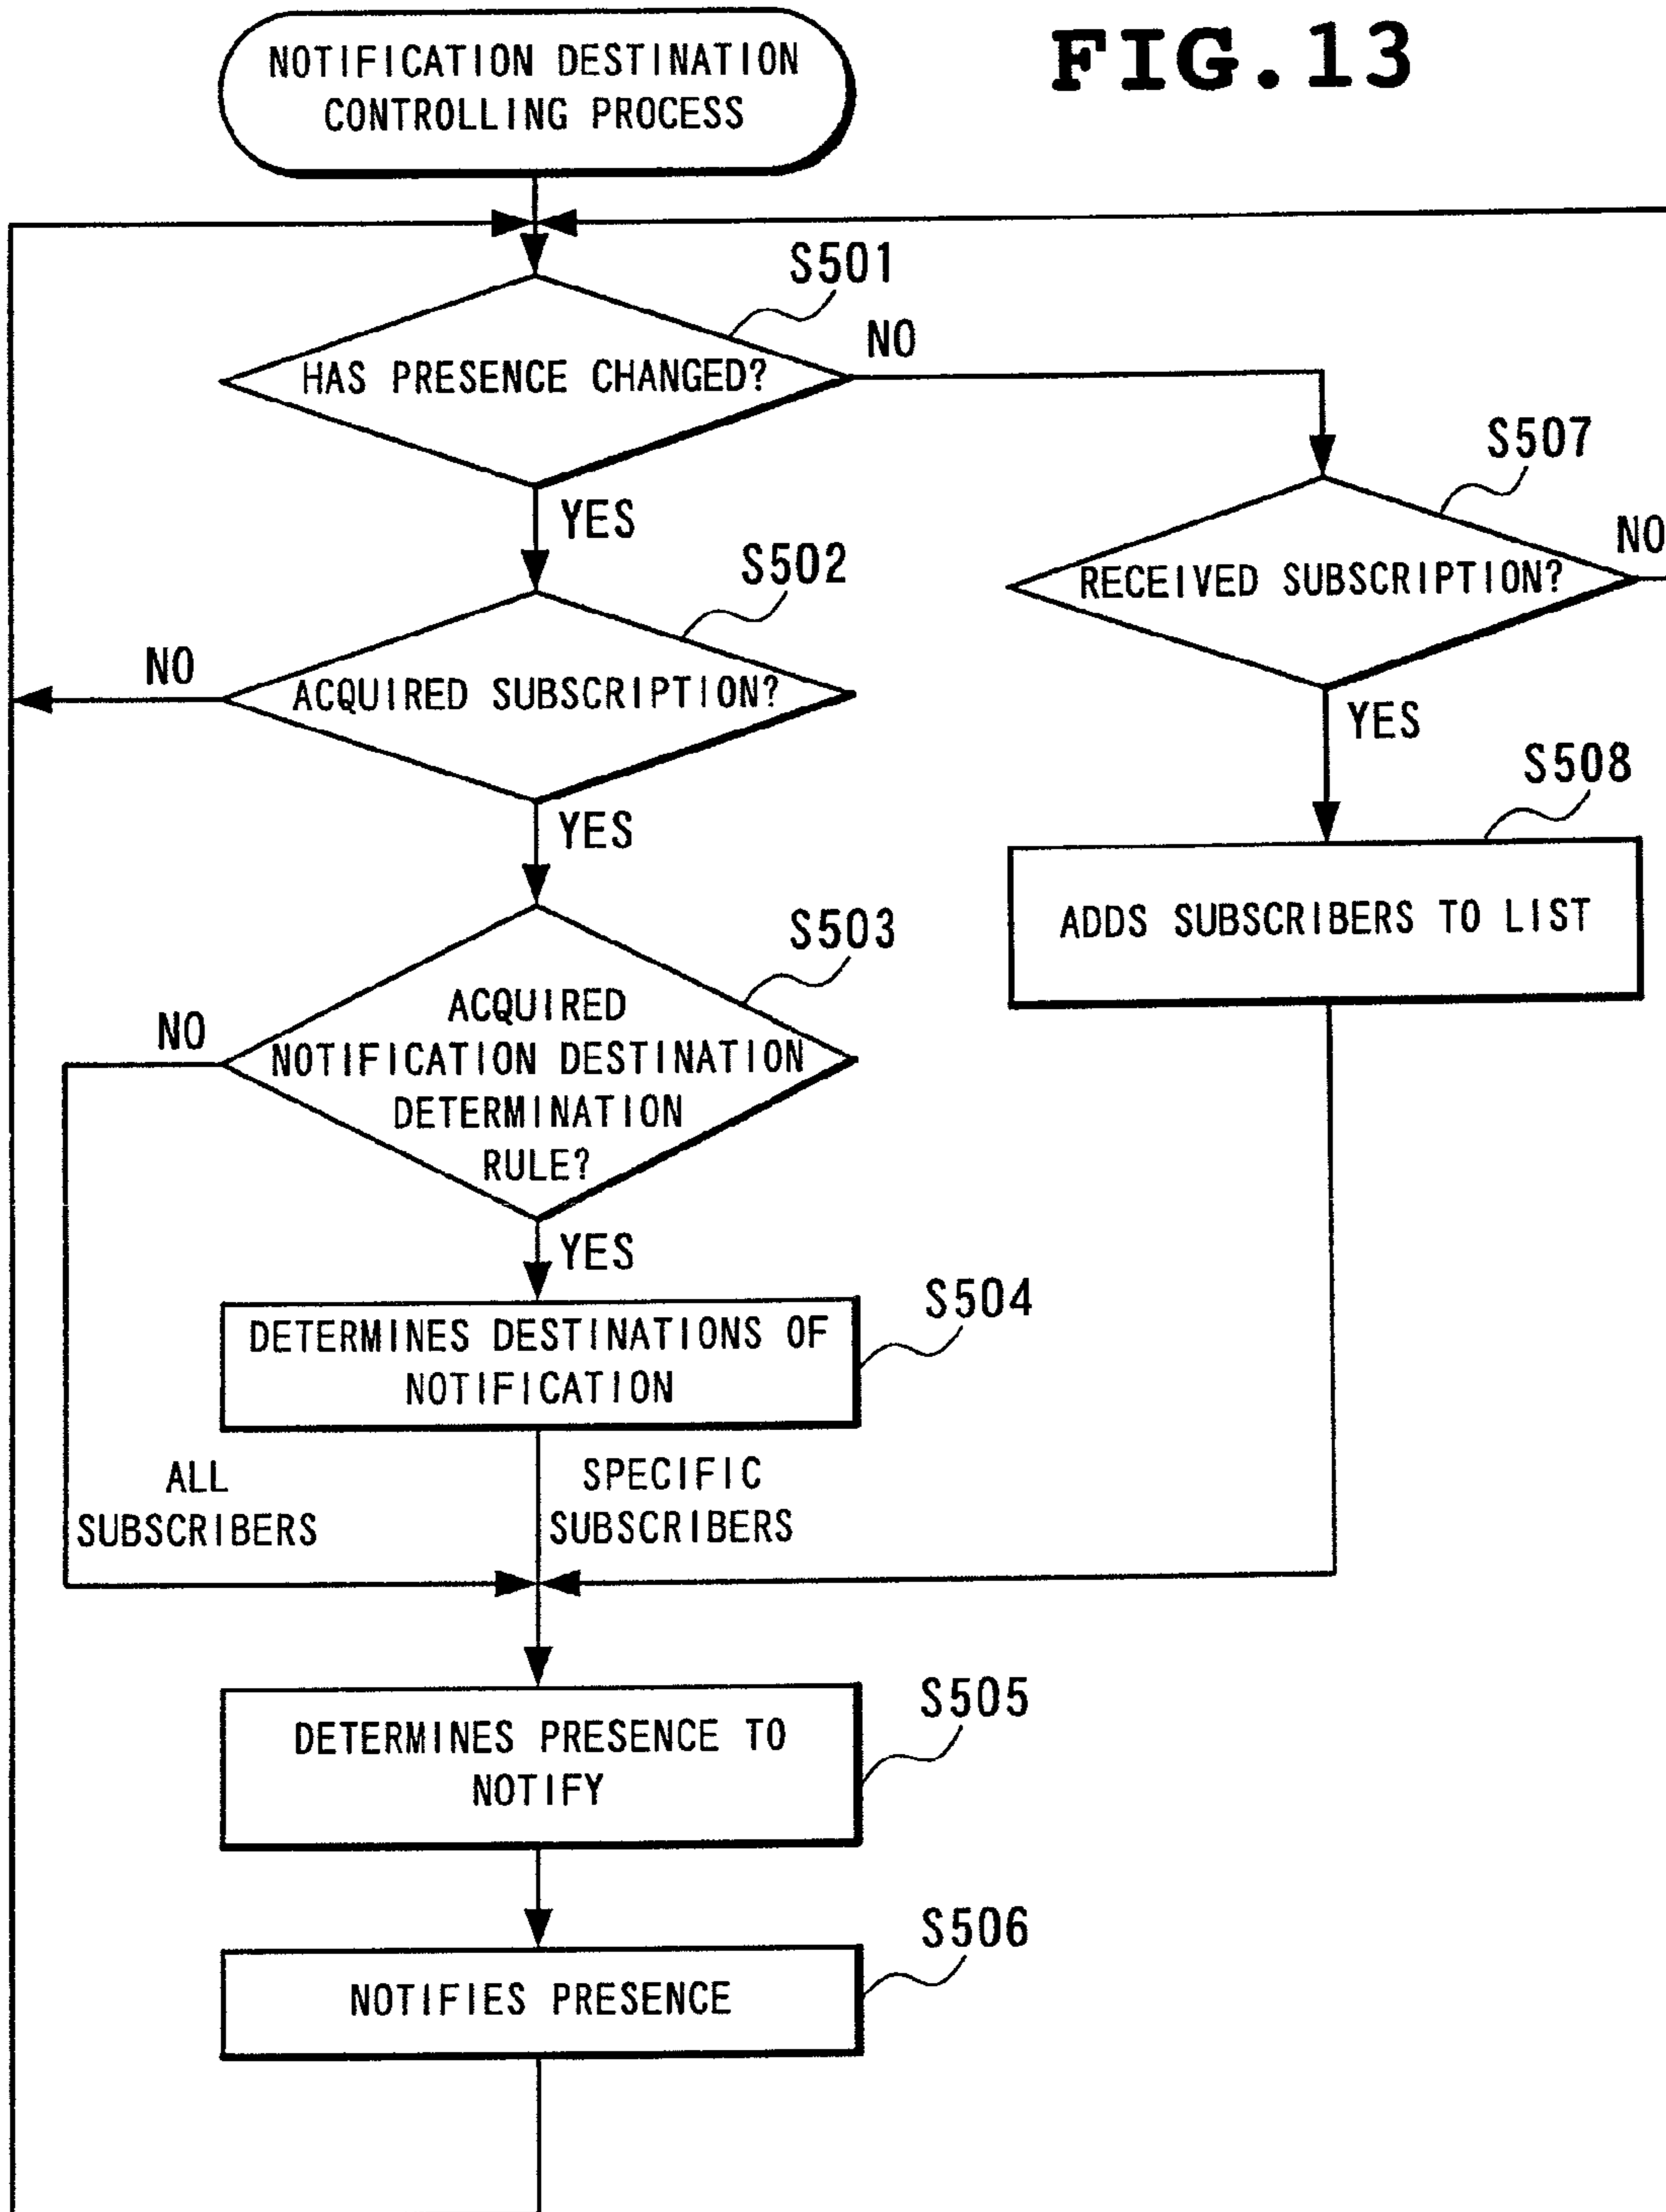 FIG.13
NOTIFICATION DESTINATION
CONTROLLING PROCESS
S501
HAS PRESENCE CHANGED?
NO
YES
S507
RECEIVED SUBSCRIPTION?
NO
YES
S502
ACQUIRED SUBSCRIPTION?
NO
YES
S508
ADDS SUBSCRIBERS TO LIST
S503
ACQUIRED
NOTIFICATION DESTINATION
DETERMINATION
RULE?
NO
YES
S504
DETERMINES DESTINATIONS OF
NOTIFICATION
ALL
SUBSCRIBERS
SPECIFIC
SUBSCRIBERS
S505
DETERMINES PRESENCE TO
NOTIFY
S506
NOTIFIES PRESENCE